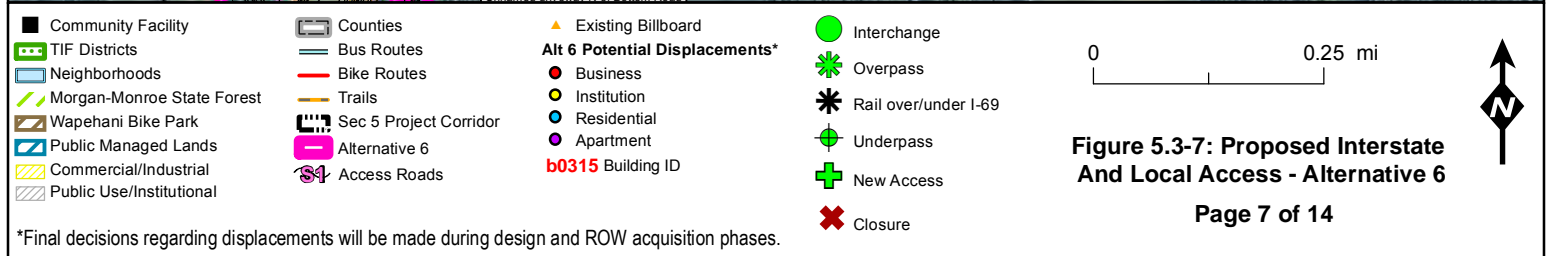 Community Facility
TIF Districts
Neighborhoods
Morgan-Monroe State Forest
Wapehani Bike Park
Public Managed Lands
Commercial/Industrial
Public Use/Institutional
Counties
Bus Routes
Bike Routes
Trails
Sec 5 Project Corridor
Alternative 6
S1 Access Roads
Existing Billboard
Alt 6 Potential Displacements*
Business
Institution
Residential
Apartment
b0315 Building ID
Interchange
Overpass
Rail over/under I-69
Underpass
New Access
Closure
0 0.25 mi
N
Figure 5.3-7: Proposed Interstate
And Local Access - Alternative 6
Page 7 of 14
*Final decisions regarding displacements will be made during design and ROW acquisition phases.